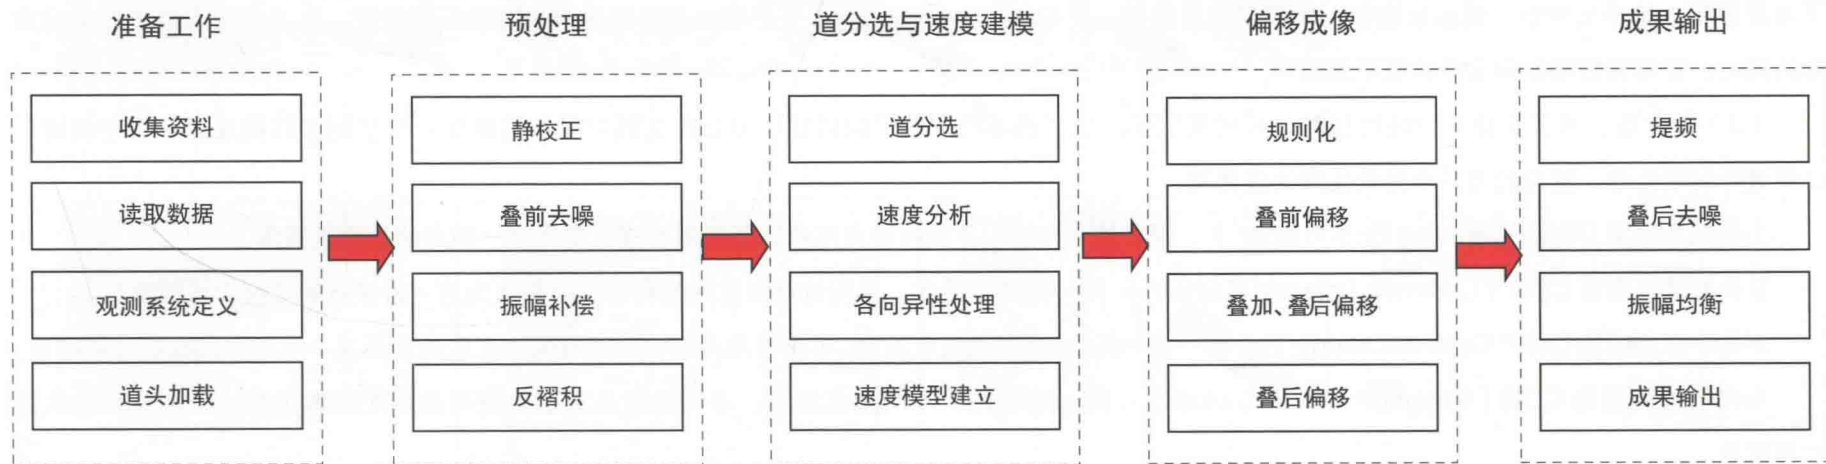 准备工作
收集资料
读取数据
观测系统定义
道头加载
预处理
静校正
叠前去噪
振幅补偿
反褶积
道分选与速度建模
道分选
速度分析
各向异性处理
速度模型建立
偏移成像
规则化
叠前偏移
叠加、叠后偏移
叠后偏移
成果输出
提频
叠后去噪
振幅均衡
成果输出